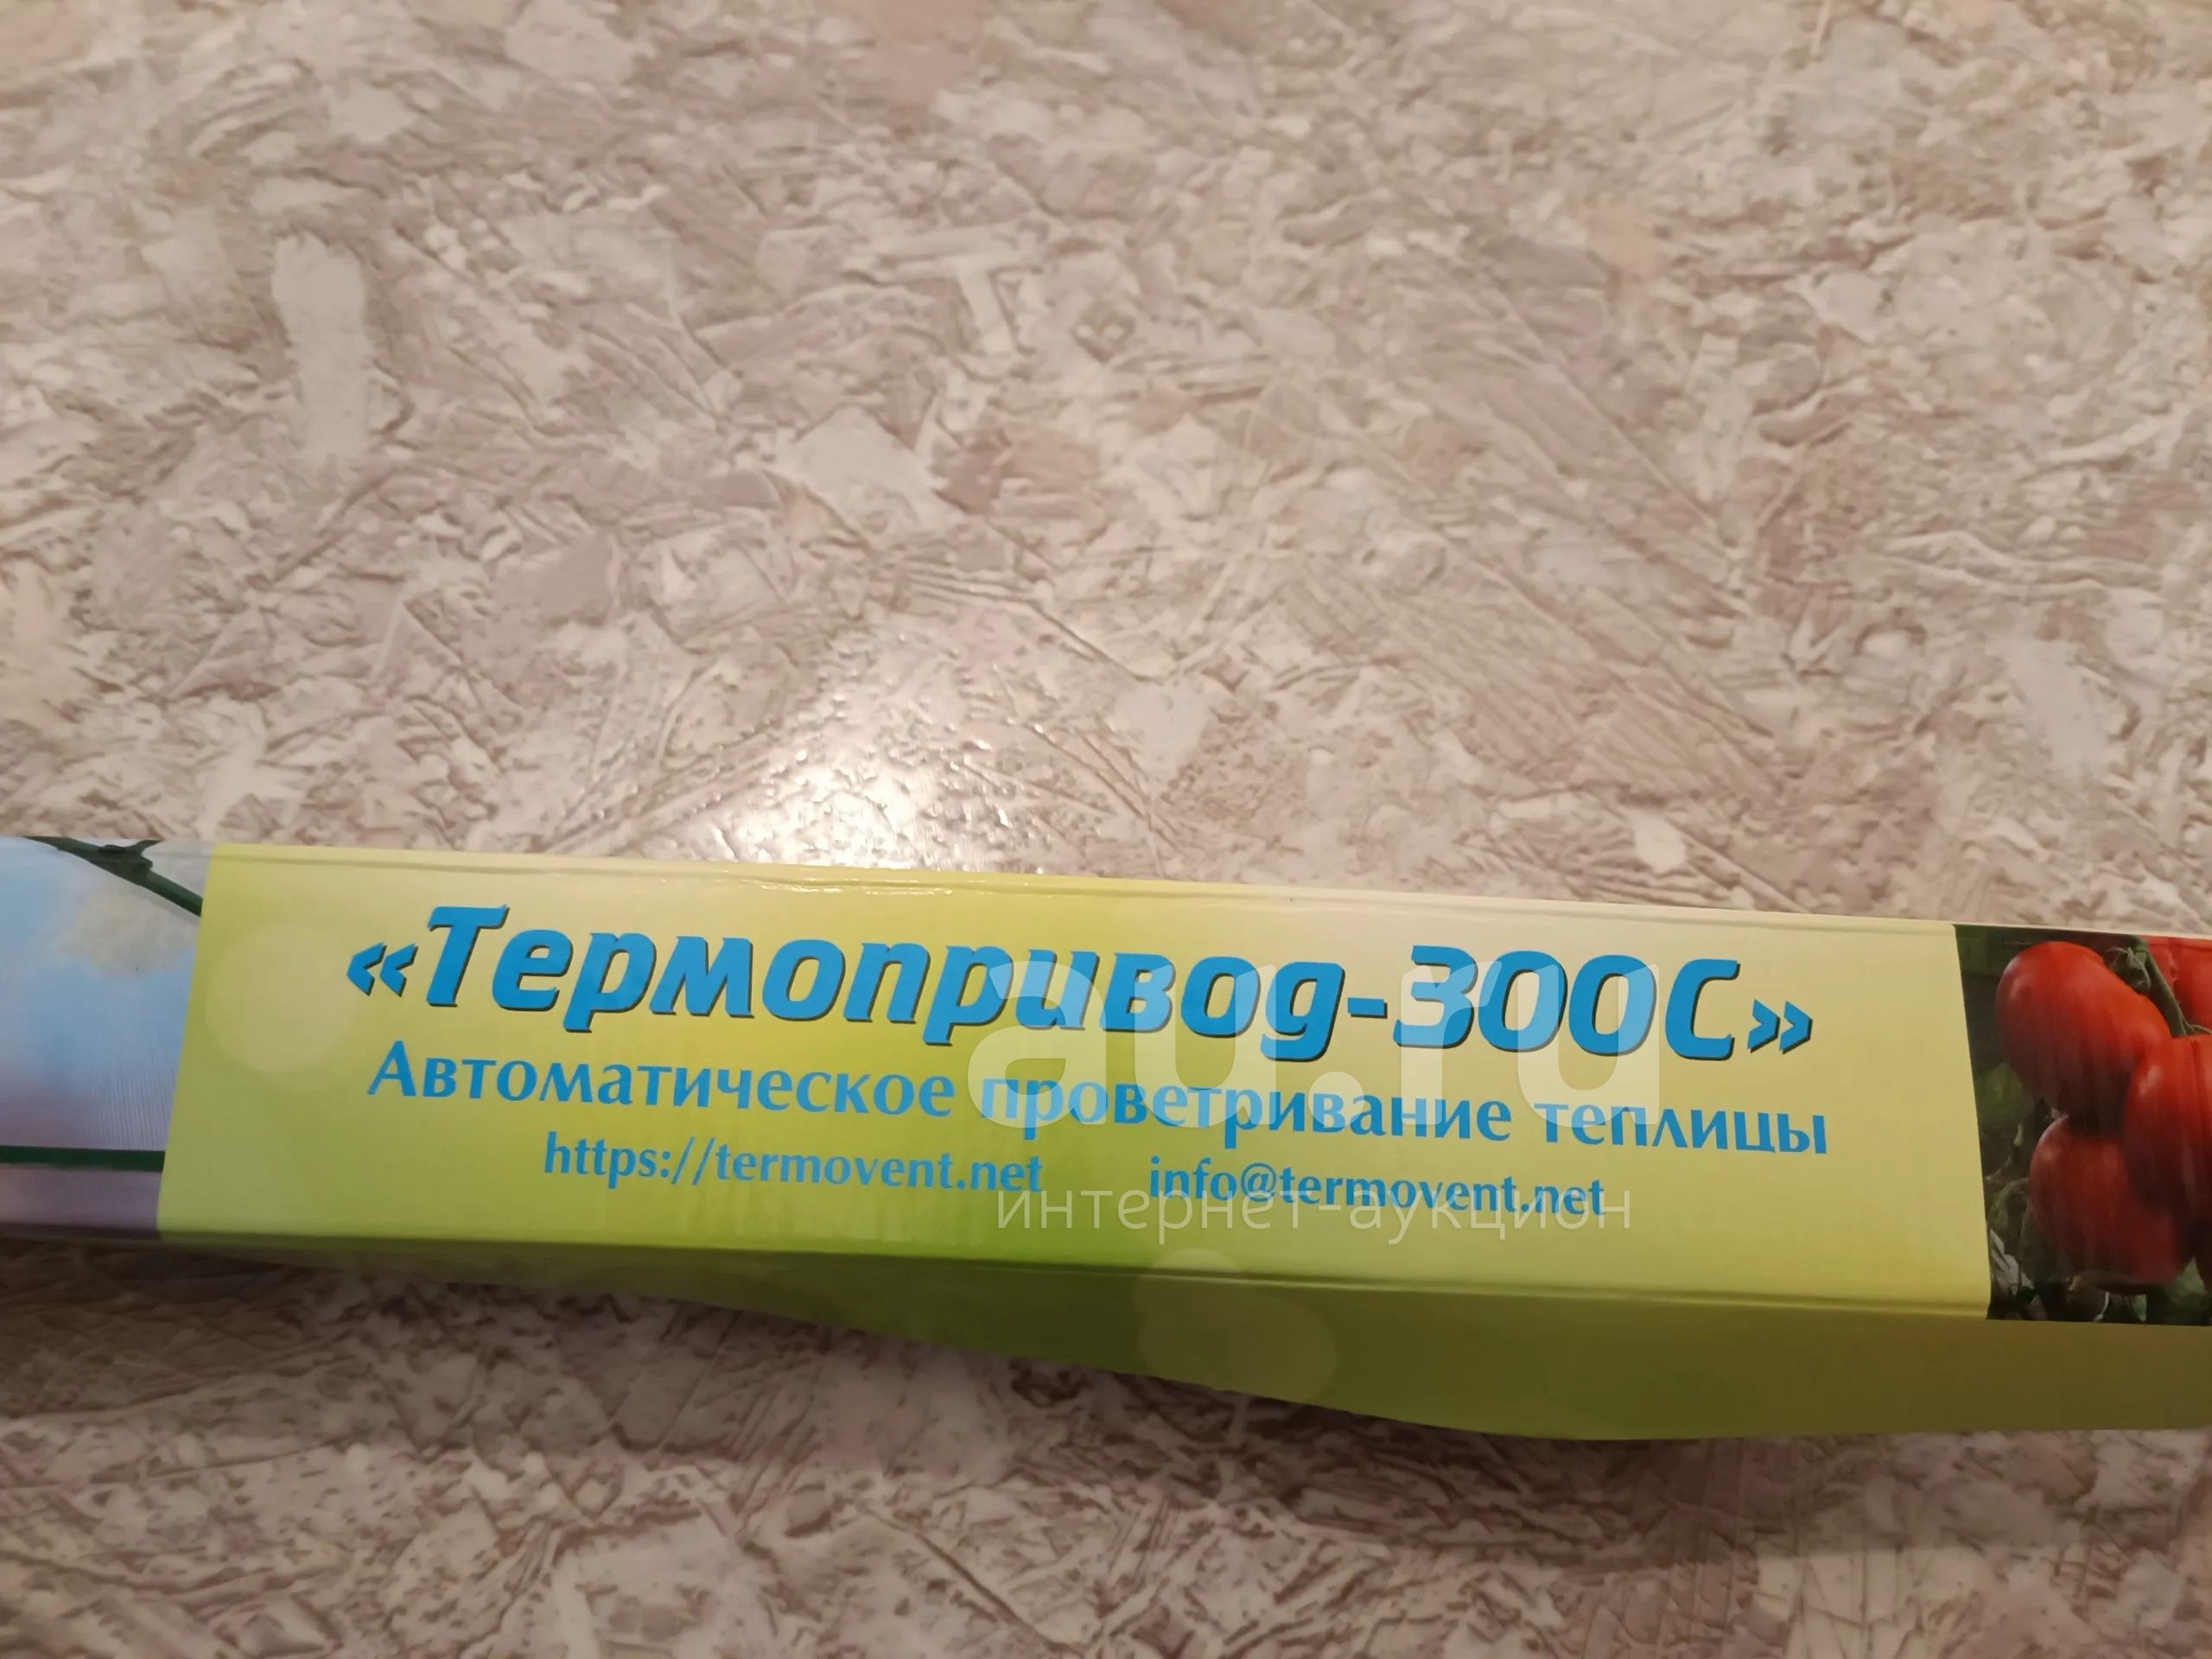 «Термопривод-300С»
Автоматическое проветривание теплицы
https://termovent.net info@termovent.net
au.ru
интернет-аукцион